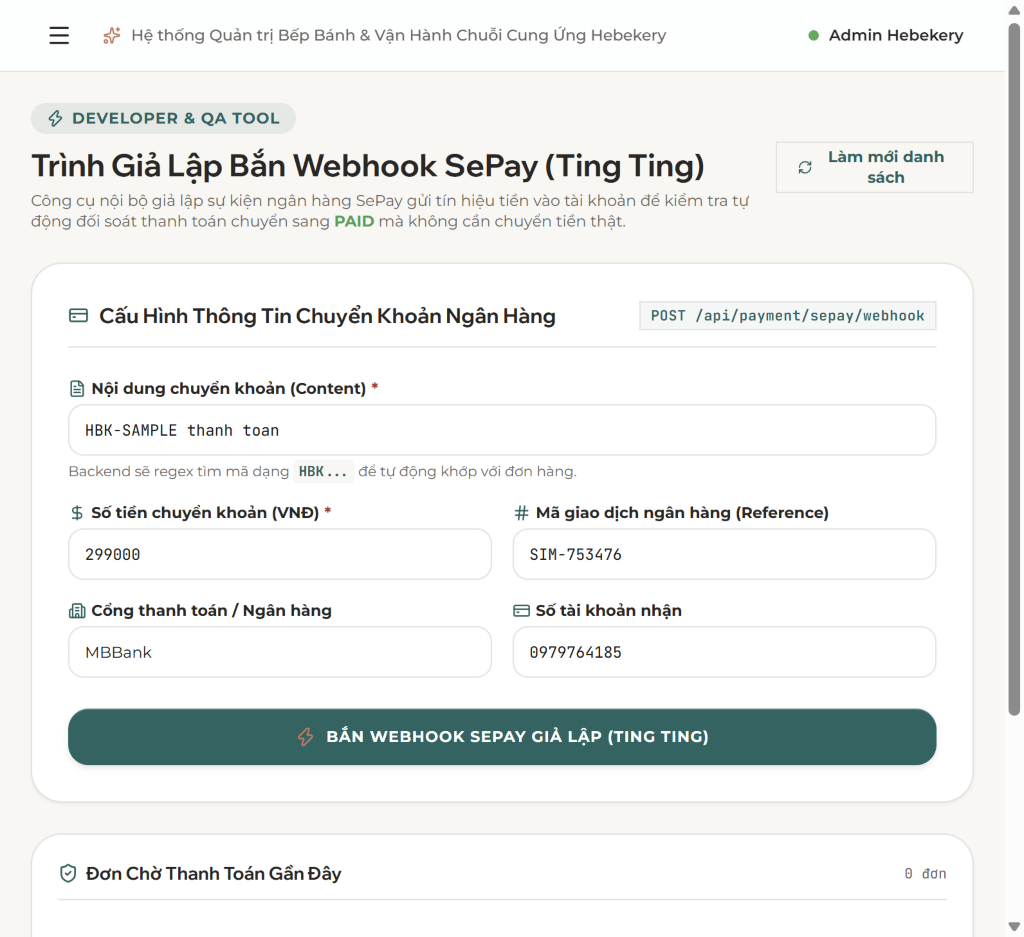 Hệ thống Quản trị Bếp Bánh & Vận Hành Chuỗi Cung Ứng Hebekery
Admin Hebekery
DEVELOPER & QA TOOL
Trình Giả Lập Bắn Webhook SePay (Ting Ting)
Làm mới danh
sách
Công cụ nội bộ giả lập sự kiện ngân hàng SePay gửi tín hiệu tiền vào tài khoản để kiểm tra tự
động đối soát thanh toán chuyển sang PAID mà không cần chuyển tiền thật.
Cấu Hình Thông Tin Chuyển Khoản Ngân Hàng
POST /api/payment/sepay/webhook
Nội dung chuyển khoản (Content) *
HBK-SAMPLE thanh toan
Backend sẽ regex tìm mã dạng HBK... để tự động khớp với đơn hàng.
Số tiền chuyển khoản (VNĐ) *
299000
Mã giao dịch ngân hàng (Reference)
SIM-753476
Cổng thanh toán / Ngân hàng
MBBank
Số tài khoản nhận
0979764185
BẮN WEBHOOK SEPAY GIẢ LẬP (TING TING)
Đơn Chờ Thanh Toán Gần Đây
0 đơn